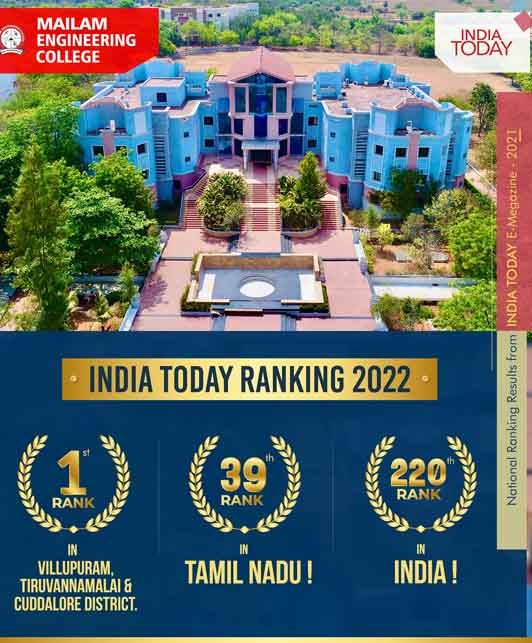 MAILAM
ENGINEERING
COLLEGE
INDIA
TODAY
National Ranking Results from INDIA TODAY E-Megazine - 2021
INDIA TODAY RANKING 2022
1st
RANK
IN
VILLUPURAM,
TIRUVANNAMALAI &
CUDDALORE DISTRICT.
39th
RANK
IN
TAMIL NADU !
220th
RANK
IN
INDIA !